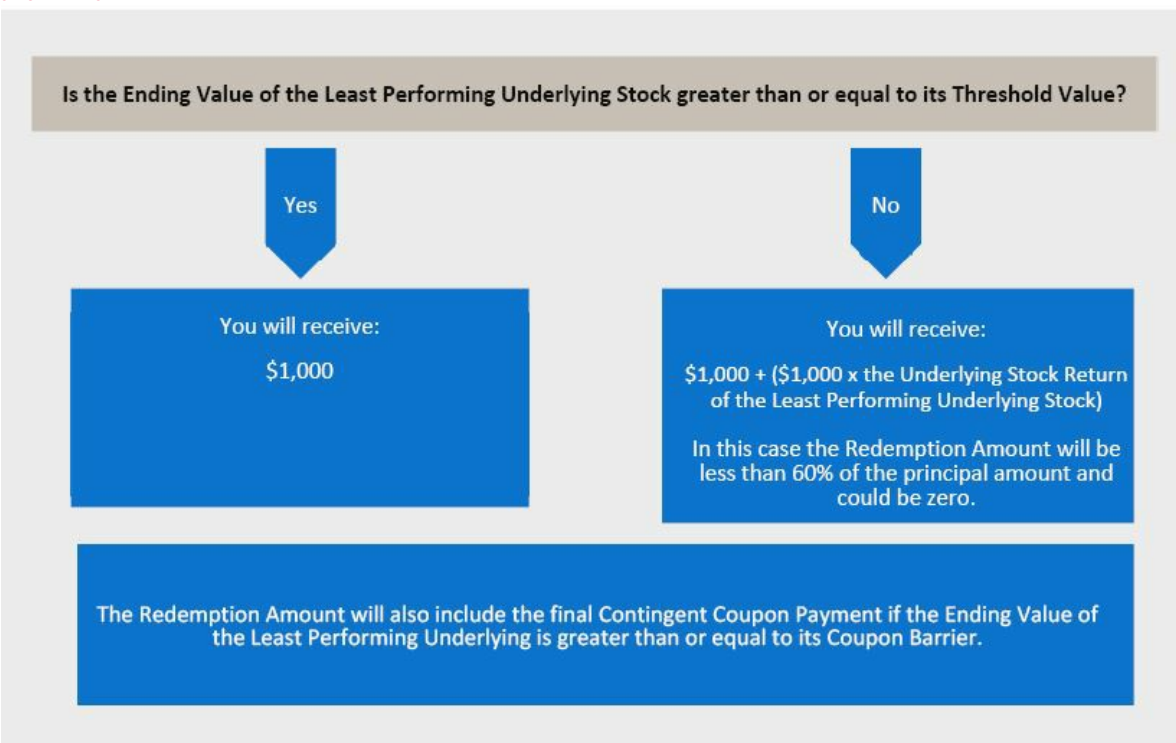 Is the Ending Value of the Least Performing Underlying Stock greater than or equal to its Threshold Value?
Yes
No
You will receive:
$1,000
You will receive:
$1,000 + ($1,000 x the Underlying Stock Return
of the Least Performing Underlying Stock)
In this case the Redemption Amount will be
less than 60% of the principal amount and
could be zero.
The Redemption Amount will also include the final Contingent Coupon Payment if the Ending Value of
the Least Performing Underlying is greater than or equal to its Coupon Barrier.